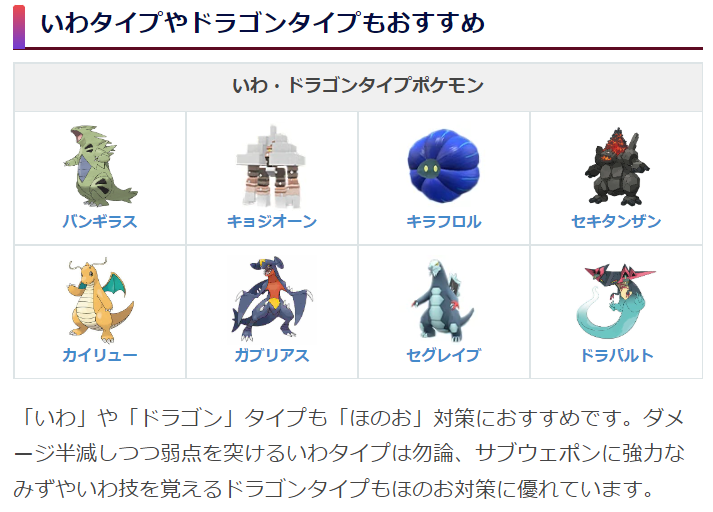 いわタイプやドラゴンタイプもおすすめ
いわ・ドラゴンタイプポケモン
バンギラス キョジオーン キラフロル セキタンザン
カイリュー ガブリアス セグレイブ ドラパルト
「いわ」や「ドラゴン」タイプも「ほのお」対策におすすめです。ダメ
ージ半減しつつ弱点を突けるいわタイプは勿論、サブウェポンに強力な
みずやいわ技を覚えるドラゴンタイプもほのお対策に優れています。